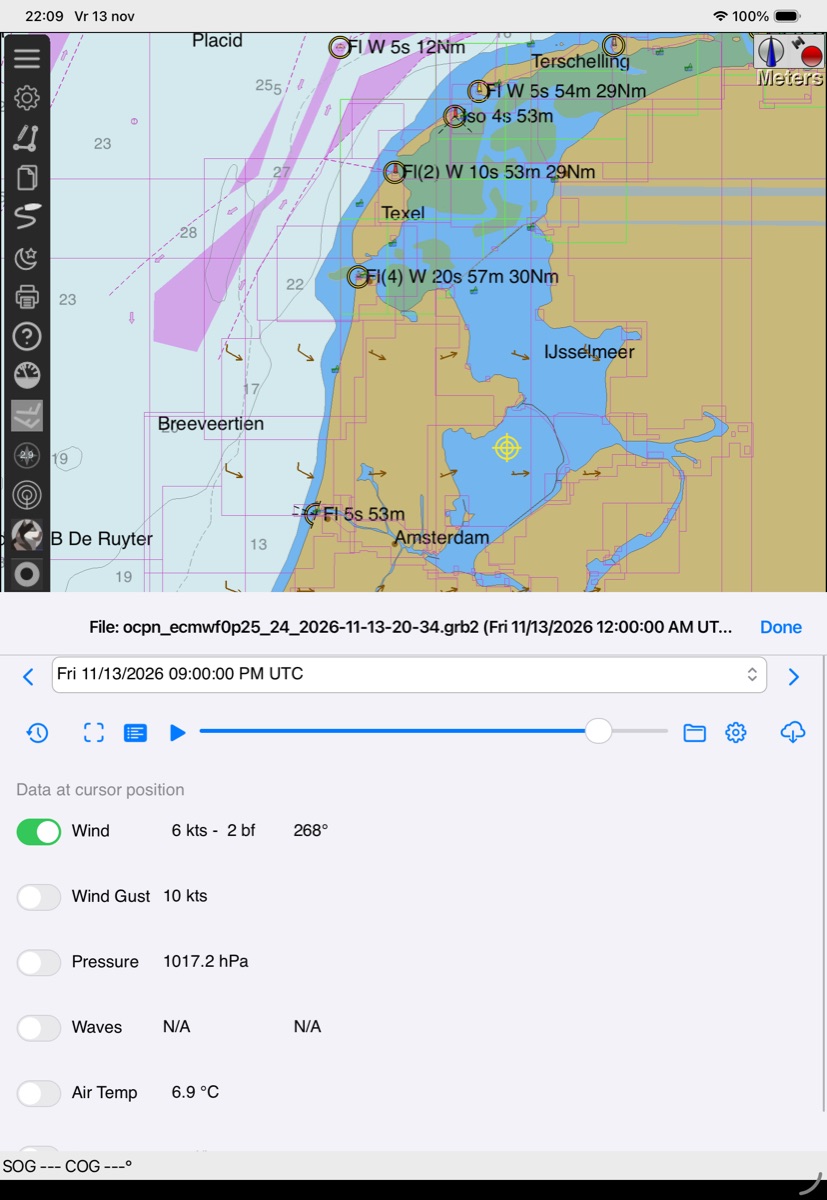 22:09 Vr 13 nov 100%
Placid
Fl W 5s 12Nm
Terschelling
Meters
25₅
Fl W 5s 54m 29Nm
Iso 4s 53m
23
27
Fl(2) W 10s 53m 29Nm
Texel
28
Fl(4) W 20s 57m 30Nm
22
23
IJsselmeer
17
Breeveertien
-2.9
19
Fl 5s 53m
B De Ruyter
Amsterdam
13
19
File: ocpn_ecmwf0p25_24_2026-11-13-20-34.grb2 (Fri 11/13/2026 12:00:00 AM UT... Done
Fri 11/13/2026 09:00:00 PM UTC
Data at cursor position
Wind 6 kts - 2 bf 268°
Wind Gust 10 kts
Pressure 1017.2 hPa
Waves N/A N/A
Air Temp 6.9 °C
SOG --- COG ---°